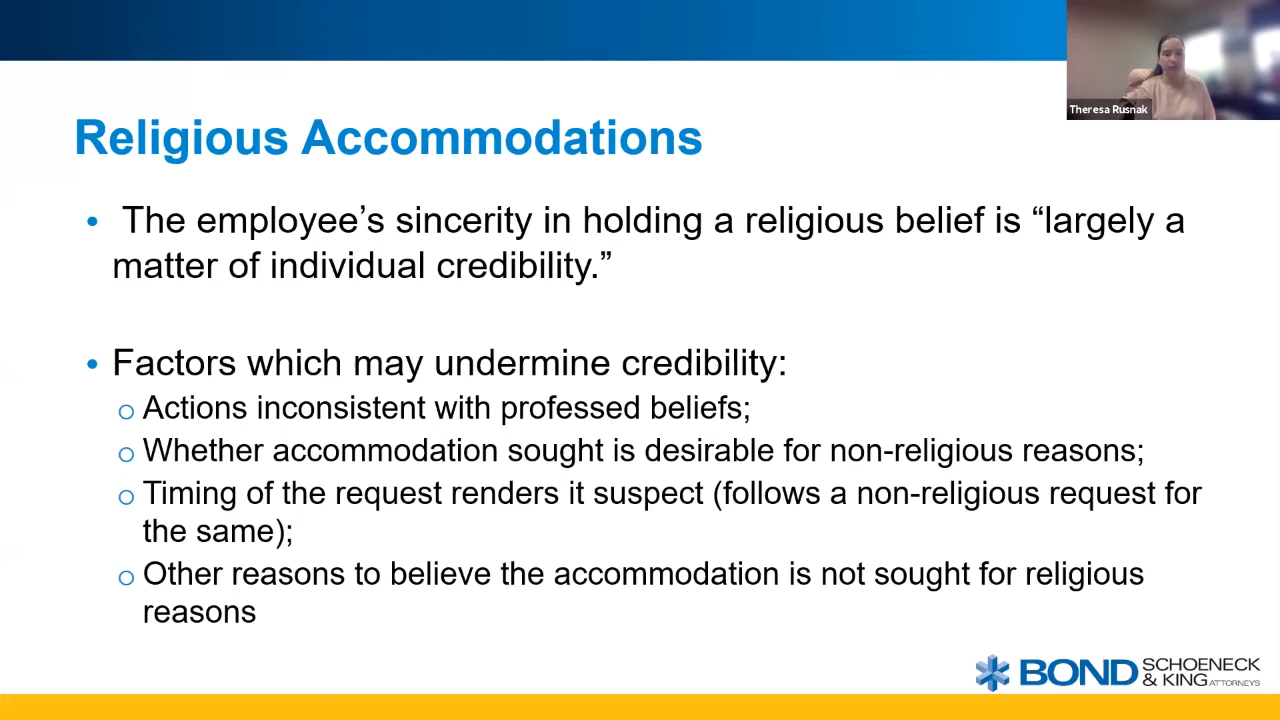 Theresa Rusnak
Religious Accommodations
• The employee’s sincerity in holding a religious belief is “largely a
matter of individual credibility.”
• Factors which may undermine credibility:
o Actions inconsistent with professed beliefs;
o Whether accommodation sought is desirable for non-religious reasons;
o Timing of the request renders it suspect (follows a non-religious request for
the same);
o Other reasons to believe the accommodation is not sought for religious
reasons
BOND SCHOENECK
& KING ATTORNEYS